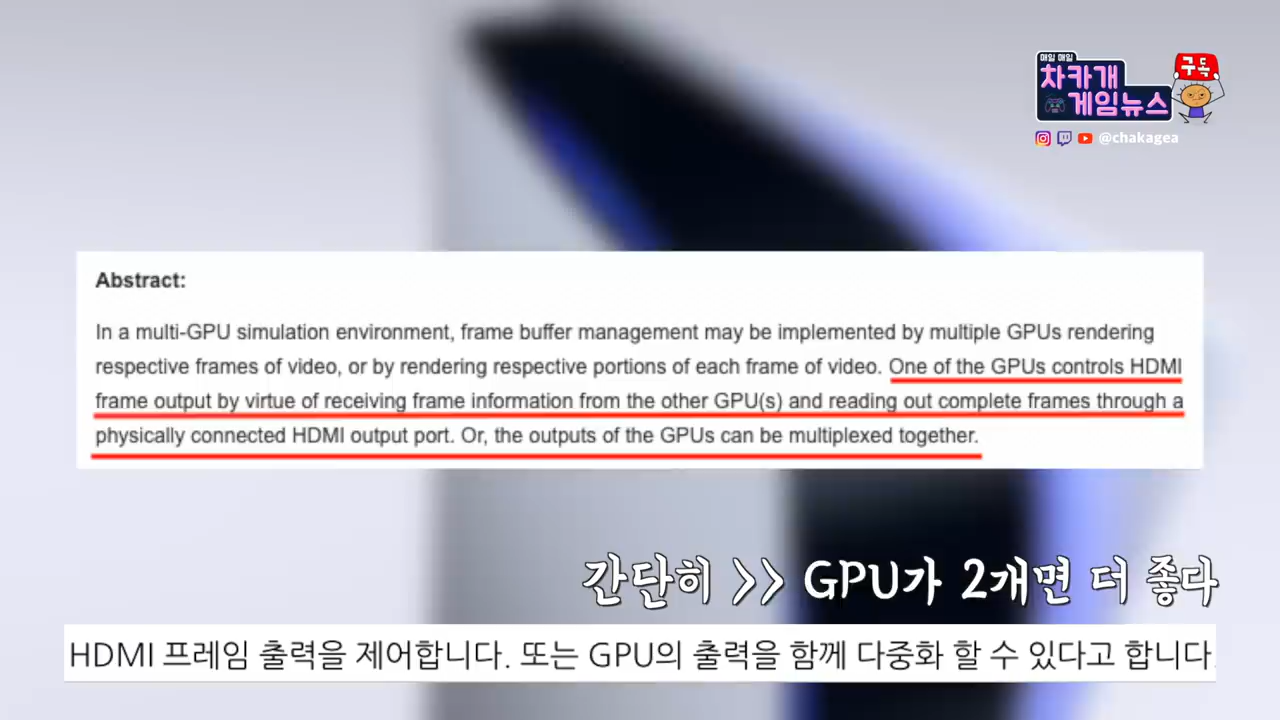 매일 매일
차카개
게임뉴스
구독
@chakagea
Abstract:
In a multi-GPU simulation environment, frame buffer management may be implemented by multiple GPUs rendering
respective frames of video, or by rendering respective portions of each frame of video. One of the GPUs controls HDMI
frame output by virtue of receiving frame information from the other GPU(s) and reading out complete frames through a
physically connected HDMI output port. Or, the outputs of the GPUs can be multiplexed together.
간단히 >> GPU가 2개면 더 좋다
HDMI 프레임 출력을 제어합니다. 또는 GPU의 출력을 함께 다중화 할 수 있다고 합니다.